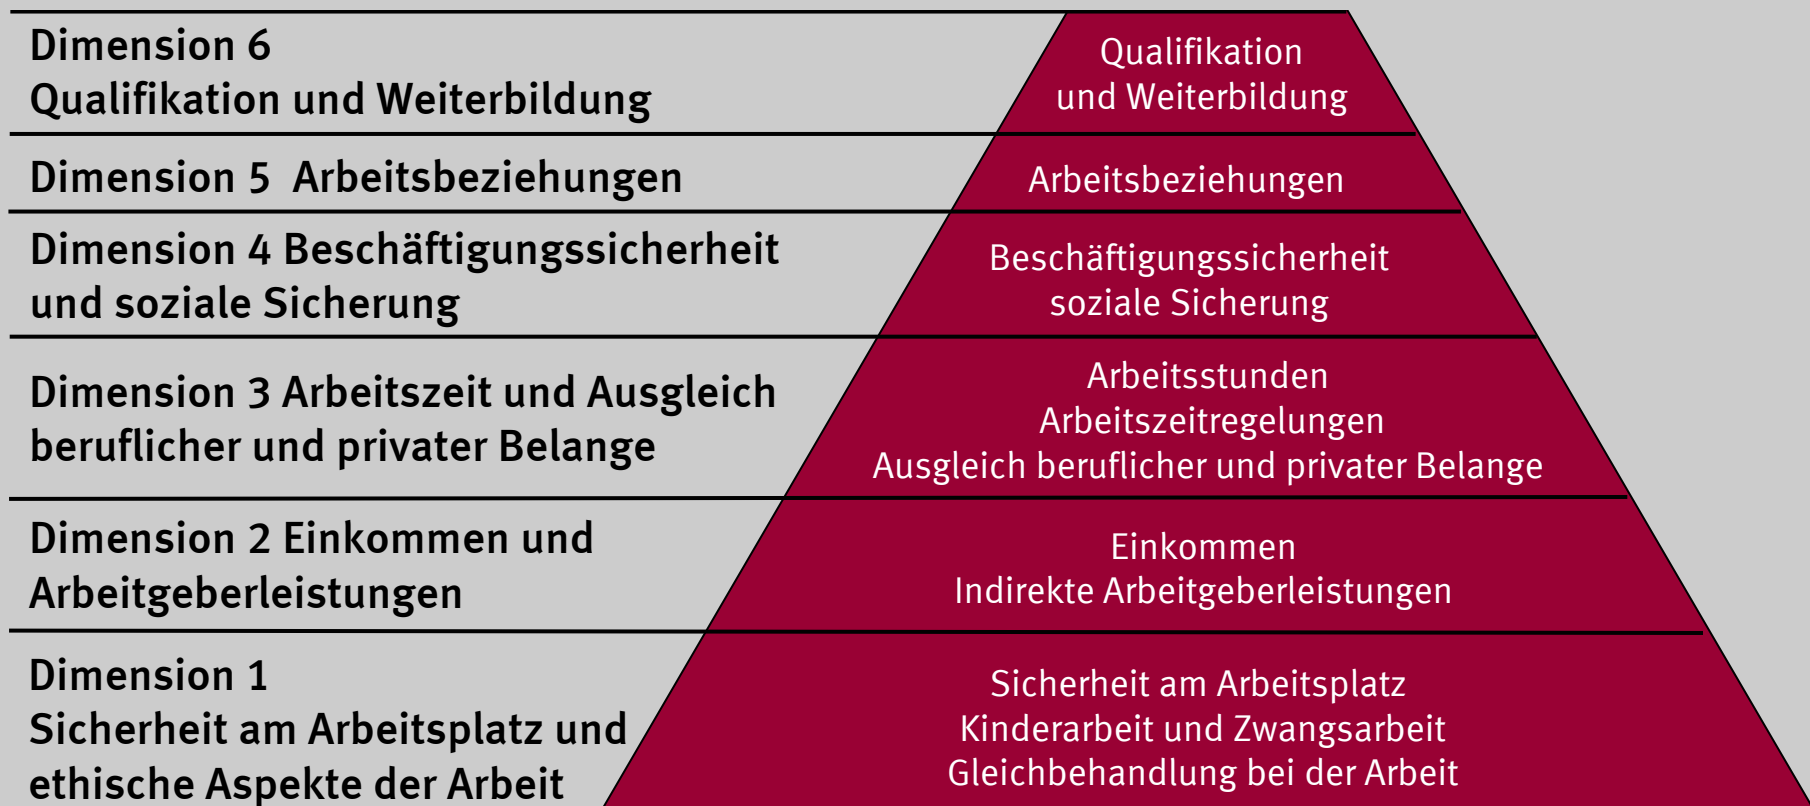 Dimension 6
Qualifikation und Weiterbildung
Qualifikation
und Weiterbildung
Dimension 5 Arbeitsbeziehungen
Arbeitsbeziehungen
Dimension 4 Beschäftigungssicherheit
und soziale Sicherung
Beschäftigungssicherheit
soziale Sicherung
Dimension 3 Arbeitszeit und Ausgleich
beruflicher und privater Belange
Arbeitsstunden
Arbeitszeitregelungen
Ausgleich beruflicher und privater Belange
Dimension 2 Einkommen und
Arbeitgeberleistungen
Einkommen
Indirekte Arbeitgeberleistungen
Dimension 1
Sicherheit am Arbeitsplatz und
ethische Aspekte der Arbeit
Sicherheit am Arbeitsplatz
Kinderarbeit und Zwangsarbeit
Gleichbehandlung bei der Arbeit